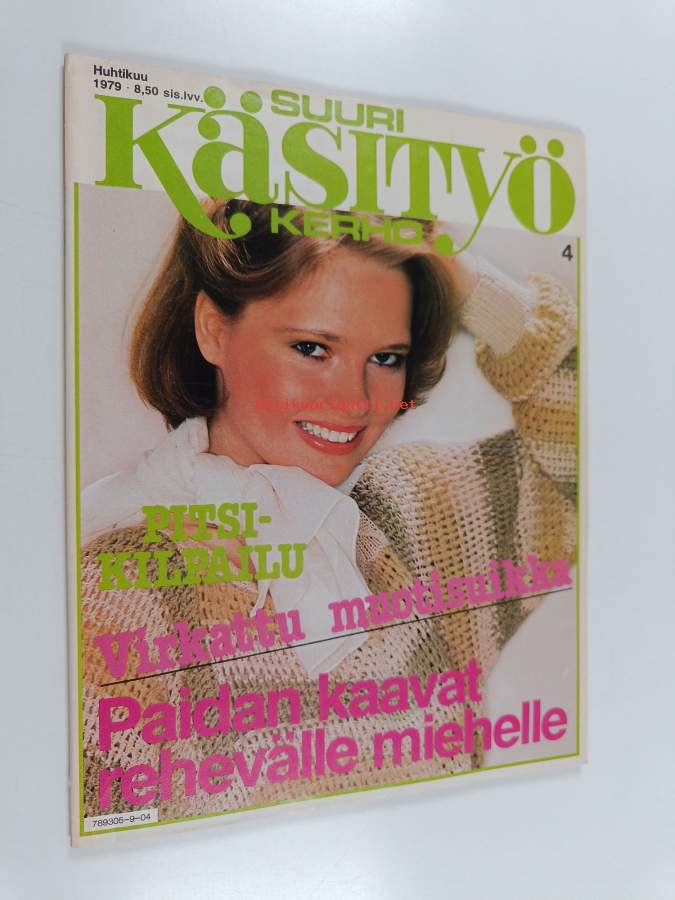 Huhtikuu
1979 · 8,50 sis.lvv.
SUURI
KÄSITYÖ
KERHO
4
PITSI-
KILPAILU
Virkattu muotisuikka
Paidan kaavat
rehevälle miehelle
789305-9-04